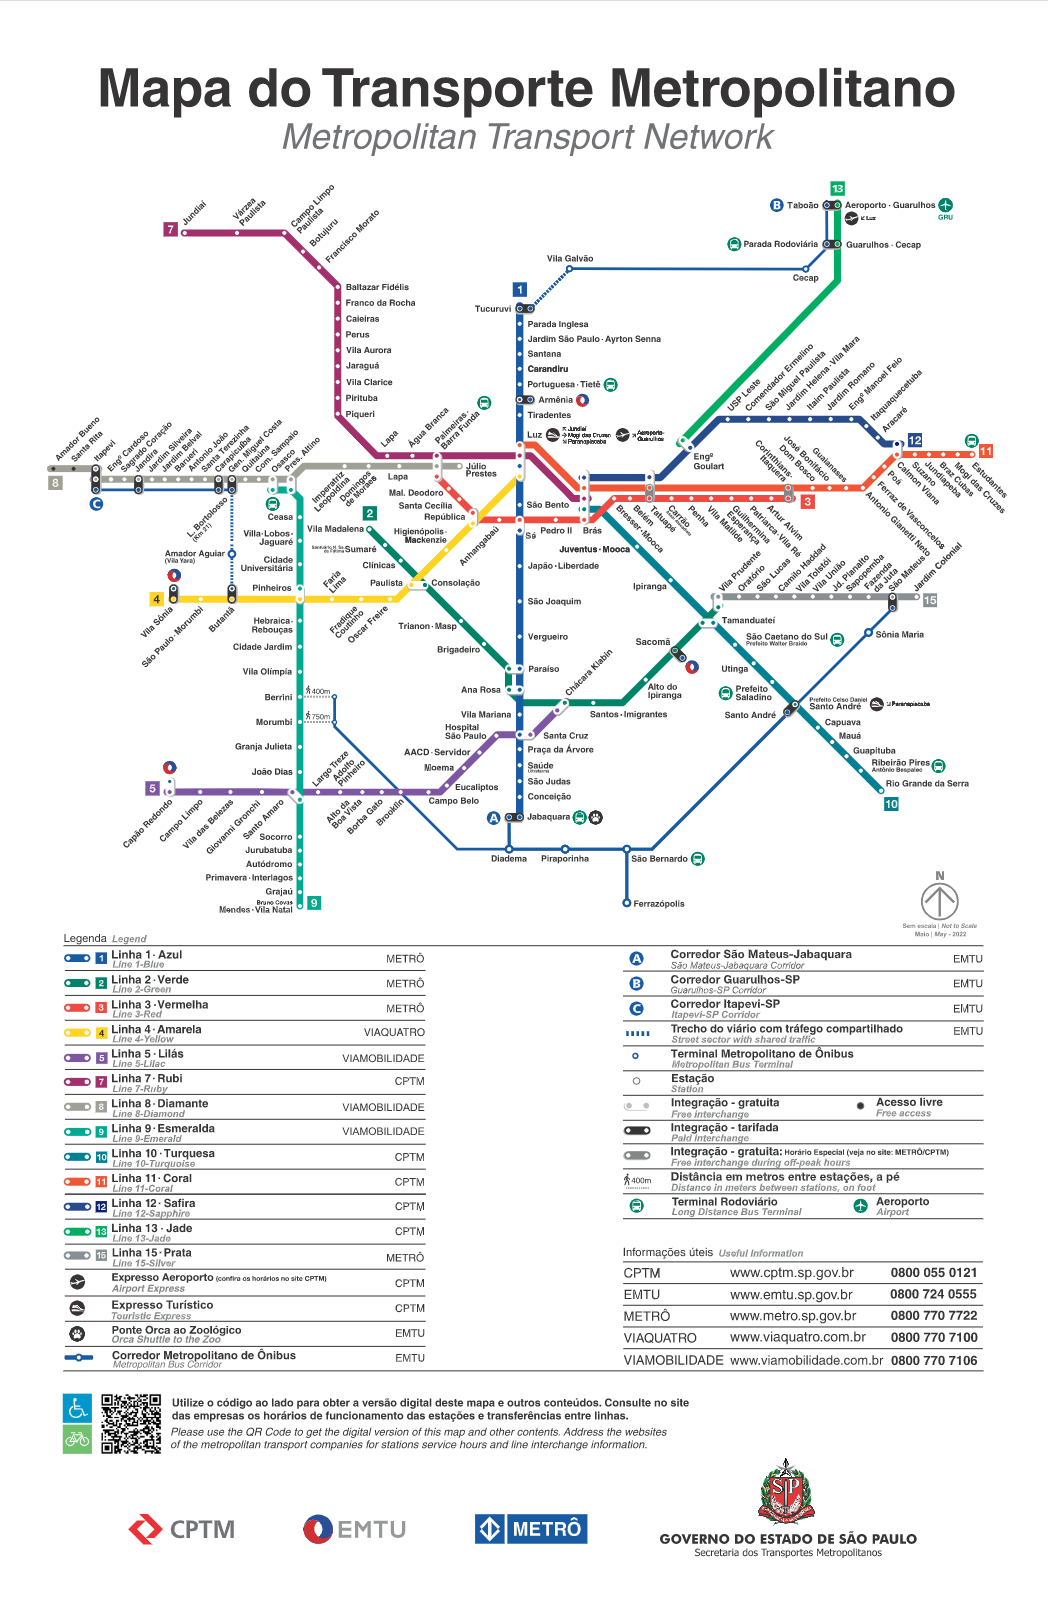 Mapa do Transporte Metropolitano
Metropolitan Transport Network
7
Jundiaí
Várzea
Paulista
Campo Limpo
Paulista
Botujuru
Francisco Morato
Baltazar Fidélis
Franco da Rocha
Caieiras
Perus
Vila Aurora
Jaraguá
Vila Clarice
Pirituba
Piqueri
Lapa
Água Branca
Palmeiras-
Barra Funda
13
B
Taboão
Aeroporto · Guarulhos
GRU
Luz
Parada Rodoviária
Guarulhos · Cecap
Vila Galvão
Cecap
1
Tucuruvi
Parada Inglesa
Jardim São Paulo · Ayrton Senna
Santana
Carandiru
Portuguesa · Tietê
Armênia
Tiradentes
Luz
Jundiaí
Mogi das Cruzes
Paranapiacaba
Aeroporto-
Guarulhos
São Bento
Sé
Japão · Liberdade
São Joaquim
Vergueiro
Paraíso
Ana Rosa
Vila Mariana
Santa Cruz
Praça da Árvore
Saúde
São Judas
Conceição
A
Jabaquara
USP Leste
Comendador Ermelino
São Miguel Paulista
Jardim Helena · Vila Mara
Itaim Paulista
Jardim Romano
Engº Manoel Feio
Itaquaquecetuba
Aracaré
12
Engº
Goulart
11
Calmon Viana
Suzano
Jundiapeba
Braz Cubas
Mogi das Cruzes
Estudantes
Poá
Ferraz de Vasconcelos
Antonio Gianetti Neto
Guaianases
José Bonifácio
Dom Bosco
Corinthians-
Itaquera
3
Artur Alvim
Patriarca · Vila Ré
Guilhermina
Esperança
Vila Matilde
Penha
Carrão
Tatuapé
Belém
Bresser · Mooca
Brás
Pedro II
Anhangabaú
República
Santa Cecília
Mal. Deodoro
8
Amador Bueno
Santa Rita
Itapevi
Engº Cardoso
Sagrado Coração
Jandira
Jardim Silveira
Jardim Belval
Barueri
Antonio João
Santa Terezinha
Carapicuíba
Gen. Miguel Costa
Quitaúna
Com. Sampaio
Osasco
Pres. Altino
Imperatriz
Leopoldina
Domingos
de Moraes
Lapa
Júlio
Prestes
C
L. Bortolosso
(Km 21)
Amador Aguiar
(Vila Yara)
Butantã
4
Vila Sônia
São Paulo · Morumbi
Pinheiros
Faria
Lima
Fradique
Coutinho
Oscar Freire
Paulista
Higienópolis-
Mackenzie
2
Vila Madalena
Sumaré
Clínicas
Consolação
Trianon · Masp
Brigadeiro
Chácara Klabin
Santos · Imigrantes
Alto do
Ipiranga
Sacomã
Tamanduateí
Vila Prudente
Oratório
São Lucas
Camilo Haddad
Vila Tolstói
Vila União
Jd. Planalto
Sapopemba
Fazenda
da Juta
São Mateus
Jardim Colonial
15
Juventus · Mooca
Ipiranga
São Caetano do Sul
Prefeito Walter Braido
Utinga
Prefeito
Saladino
Prefeito Celso Daniel
Santo André
Paranapiacaba
Santo André
Sônia Maria
Capuava
Mauá
Guapituba
Ribeirão Pires
Antônio Bespalec
Rio Grande da Serra
10
Ceasa
Villa-Lobos-
Jaguaré
Cidade
Universitária
Hebraica-
Rebouças
Cidade Jardim
Vila Olímpia
Berrini
400m
Morumbi
750m
Granja Julieta
João Dias
Socorro
Jurubatuba
Autódromo
Primavera · Interlagos
Grajaú
Bruno Covas
Mendes · Vila Natal
9
5
Capão Redondo
Campo Limpo
Vila das Belezas
Giovanni Gronchi
Santo Amaro
Largo Treze
Adolfo
Pinheiro
Alto da
Boa Vista
Borba Gato
Brooklin
Campo Belo
Eucaliptos
Moema
AACD · Servidor
Hospital
São Paulo
Diadema
Piraporinha
São Bernardo
Ferrazópolis
N
Sem escala | Not to Scale
Maio | May - 2022
Legenda Legend
1 Linha 1 · Azul METRÔ
Line 1-Blue
2 Linha 2 · Verde METRÔ
Line 2-Green
3 Linha 3 · Vermelha METRÔ
Line 3-Red
4 Linha 4 · Amarela VIAQUATRO
Line 4-Yellow
5 Linha 5 · Lilás VIAMOBILIDADE
Line 5-Lilac
7 Linha 7 · Rubi CPTM
Line 7-Ruby
8 Linha 8 · Diamante VIAMOBILIDADE
Line 8-Diamond
9 Linha 9 · Esmeralda VIAMOBILIDADE
Line 9-Emerald
10 Linha 10 · Turquesa CPTM
Line 10-Turquoise
11 Linha 11 · Coral CPTM
Line 11-Coral
12 Linha 12 · Safira CPTM
Line 12-Sapphire
13 Linha 13 · Jade CPTM
Line 13-Jade
15 Linha 15 · Prata METRÔ
Line 15-Silver
Expresso Aeroporto (confira os horários no site CPTM) CPTM
Airport Express
Expresso Turístico CPTM
Touristic Express
Ponte Orca ao Zoológico EMTU
Orca Shuttle to the Zoo
Corredor Metropolitano de Ônibus EMTU
Metropolitan Bus Corridor
A Corredor São Mateus-Jabaquara EMTU
São Mateus-Jabaquara Corridor
B Corredor Guarulhos-SP EMTU
Guarulhos-SP Corridor
C Corredor Itapevi-SP EMTU
Itapevi-SP Corridor
Trecho do viário com tráfego compartilhado EMTU
Street sector with shared traffic
Terminal Metropolitano de Ônibus
Metropolitan Bus Terminal
Estação
Station
Integração - gratuita Acesso livre
Free interchange Free access
Integração - tarifada
Paid interchange
Integração - gratuita: Horário Especial (veja no site: METRÔ/CPTM)
Free interchange during off-peak hours
400m Distância em metros entre estações, a pé
Distance in meters between stations, on foot
Terminal Rodoviário Aeroporto
Long Distance Bus Terminal Airport
Informações úteis Useful Information
CPTM www.cptm.sp.gov.br 0800 055 0121
EMTU www.emtu.sp.gov.br 0800 724 0555
METRÔ www.metro.sp.gov.br 0800 770 7722
VIAQUATRO www.viaquatro.com.br 0800 770 7100
VIAMOBILIDADE www.viamobilidade.com.br 0800 770 7106
Utilize o código ao lado para obter a versão digital deste mapa e outros conteúdos. Consulte no site
das empresas os horários de funcionamento das estações e transferências entre linhas.
Please use the QR Code to get the digital version of this map and other contents. Address the websites
of the metropolitan transport companies for stations service hours and line interchange information.
CPTM
EMTU
METRÔ
SP
GOVERNO DO ESTADO DE SÃO PAULO
Secretaria dos Transportes Metropolitanos